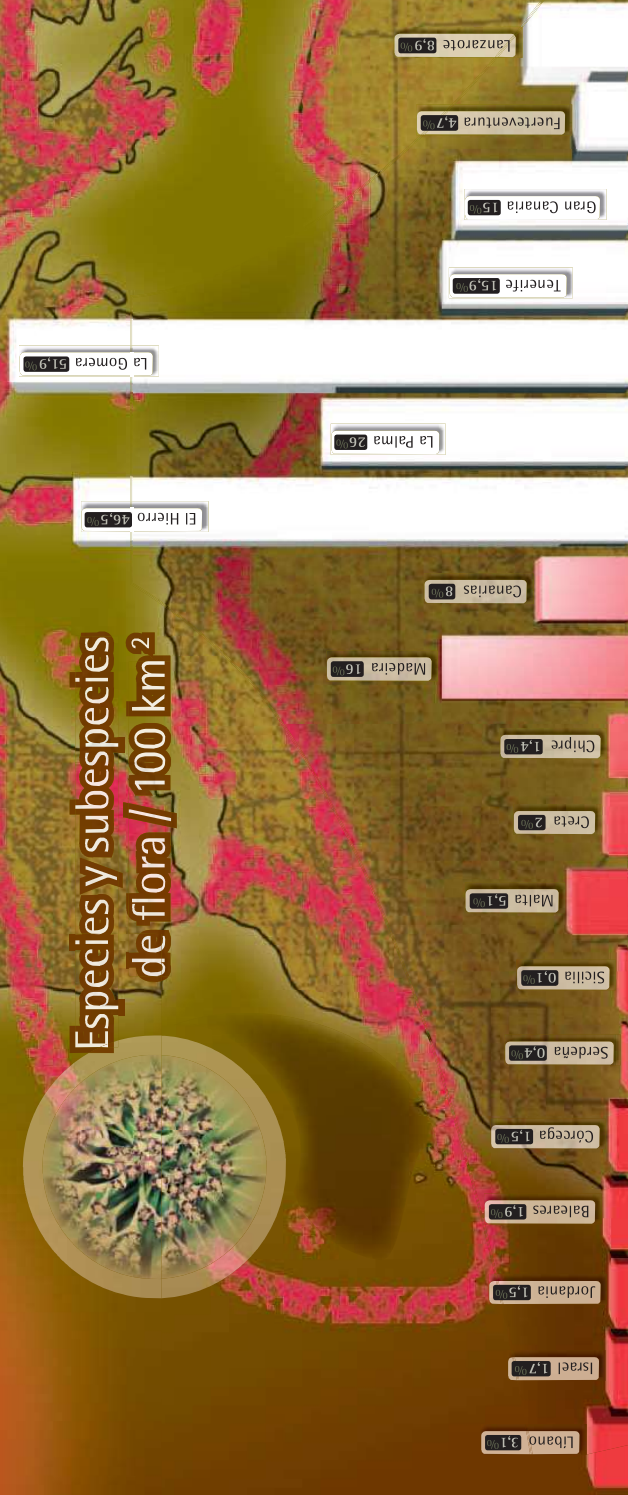 Especies y subespecies
de flora // 100 km²
Lanzarote 8,9%
Fuerteventura 4,7%
Gran Canaria 15%
Tenerife 15,9%
La Gomera 51,9%
La Palma 26%
El Hierro 46,5%
Canarias 8%
Madeira 16%
Chipre 1,4%
Creta 2%
Malta 5,1%
Sicilia 0,1%
Serdeña 0,4%
Córcega 1,5%
Baleares 1,9%
Jordania 1,5%
Israel 1,7%
Líbano 3,1%